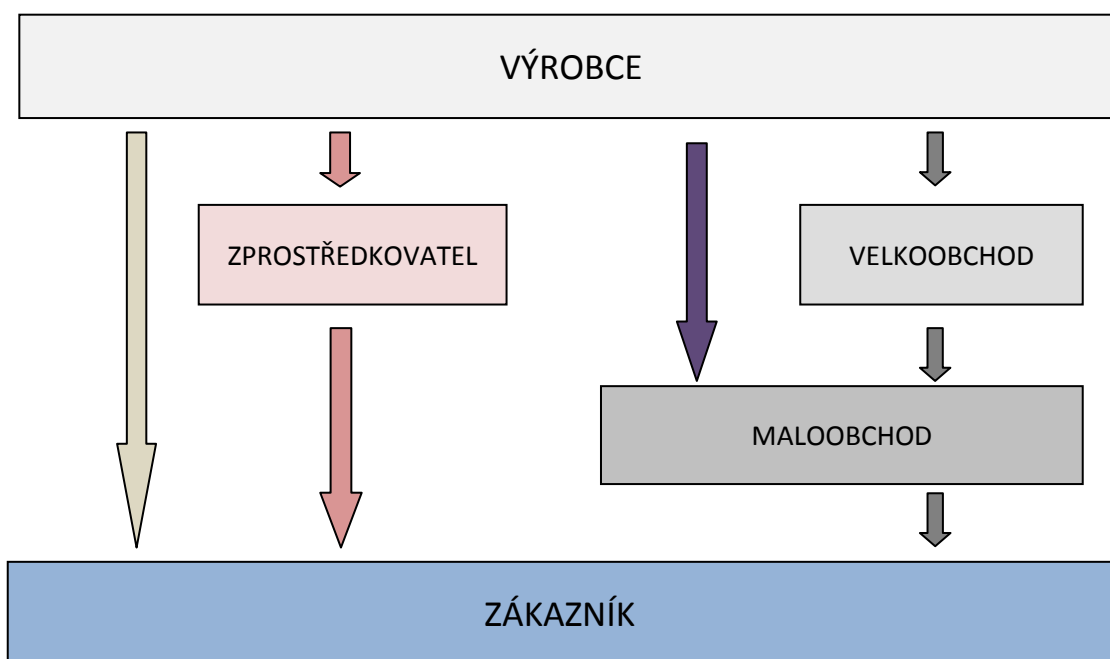 VÝROBCE
ZPROSTŘEDKOVATEL
VELKOOBCHOD
MALOOBCHOD
ZÁKAZNÍK